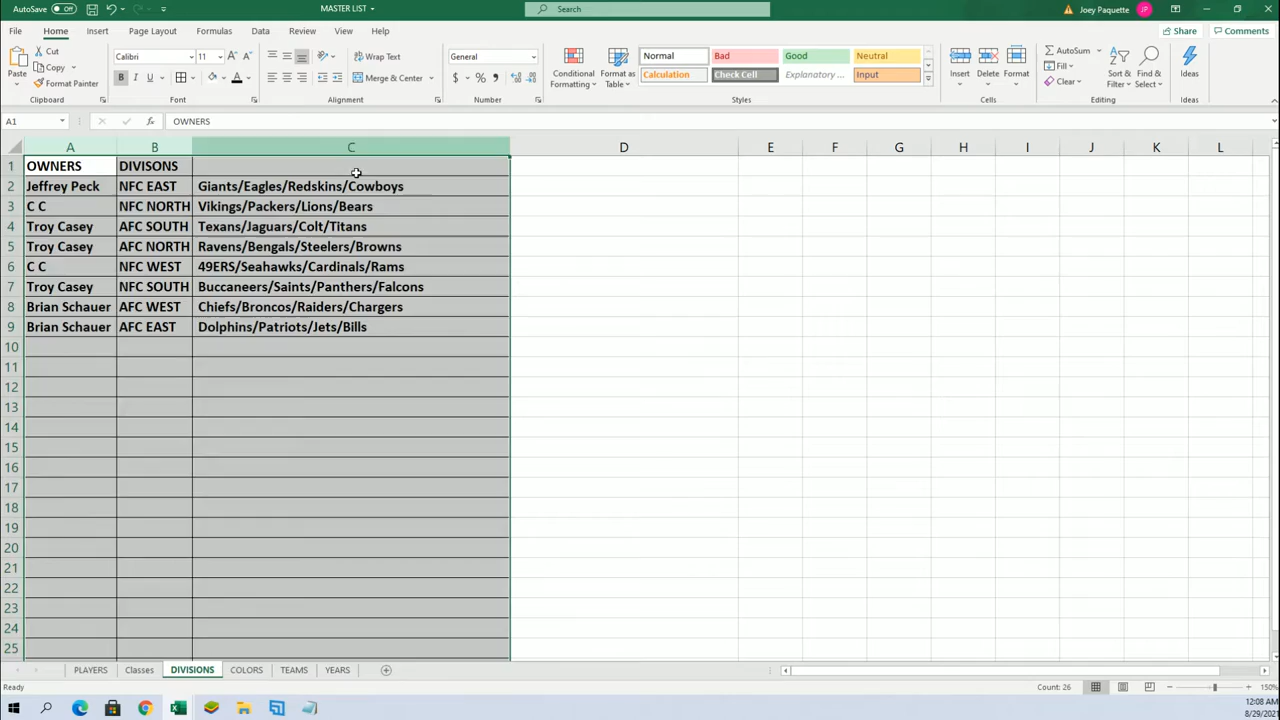 AutoSave Off MASTER LIST Search Joey Paquette JP
File Home Insert Page Layout Formulas Data Review View Help Share Comments
Cut Calibri 11 Wrap Text General Normal Bad Good Neutral AutoSum
Copy Fill
Paste Format Painter B I U Merge & Center $ % Conditional Formatting Format as Table Calculation Check Cell Explanatory ... Input Insert Delete Format Clear Sort & Filter Find & Select Ideas
Clipboard Font Alignment Number Styles Cells Editing Ideas
A1 fx OWNERS
A B C D E F G H I J K L
1 OWNERS DIVISONS
2 Jeffrey Peck NFC EAST Giants/Eagles/Redskins/Cowboys
3 C C NFC NORTH Vikings/Packers/Lions/Bears
4 Troy Casey AFC SOUTH Texans/Jaguars/Colt/Titans
5 Troy Casey AFC NORTH Ravens/Bengals/Steelers/Browns
6 C C NFC WEST 49ERS/Seahawks/Cardinals/Rams
7 Troy Casey NFC SOUTH Buccaneers/Saints/Panthers/Falcons
8 Brian Schauer AFC WEST Chiefs/Broncos/Raiders/Chargers
9 Brian Schauer AFC EAST Dolphins/Patriots/Jets/Bills
10
11
12
13
14
15
16
17
18
19
20
21
22
23
24
25
PLAYERS Classes DIVISIONS COLORS TEAMS YEARS
Ready Count: 26 150%
12:08 AM